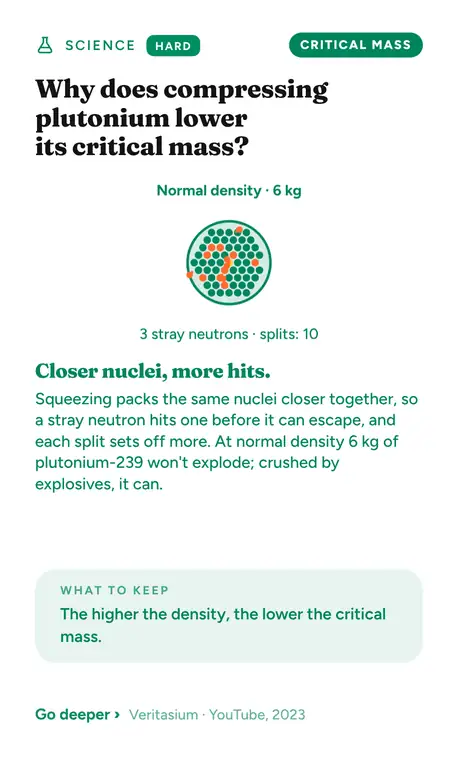 SCIENCE HARD CRITICAL MASS
Why does compressing
plutonium lower
its critical mass?
Normal density · 6 kg
3 stray neutrons · splits: 10
Closer nuclei, more hits.
Squeezing packs the same nuclei closer together, so
a stray neutron hits one before it can escape, and
each split sets off more. At normal density 6 kg of
plutonium-239 won't explode; crushed by
explosives, it can.
WHAT TO KEEP
The higher the density, the lower the critical
mass.
Go deeper › Veritasium · YouTube, 2023